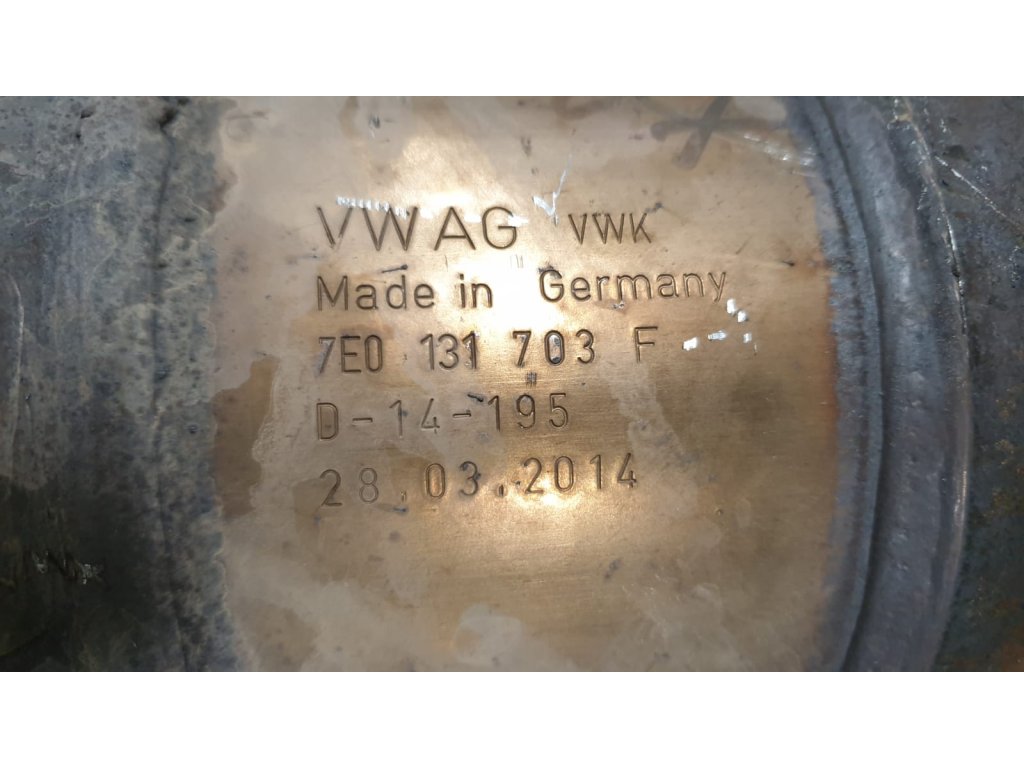 VWAG VWK
Made in Germany
7E0 131 703 F
D-14-195
28.03.2014